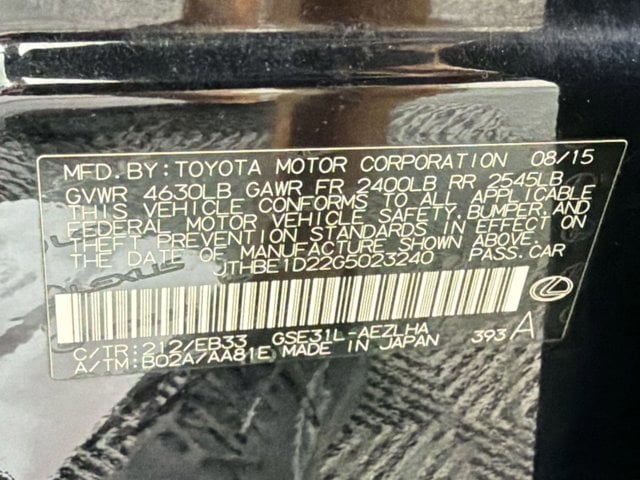 MFD. BY: TOYOTA MOTOR CORPORATION 08/15
GVWR 4630LB GAWR FR 2400LB RR 2545LB
THIS VEHICLE CONFORMS TO ALL APPLICABLE
FEDERAL MOTOR VEHICLE SAFETY, BUMPER, AND
THEFT PREVENTION STANDARDS IN EFFECT ON
THE DATE OF MANUFACTURE SHOWN ABOVE.
JTHBE1D22G5023240 PASS. CAR
LEXUS
C/TR: 212/EB33 GSE31L-AEZLHA
A/TM: B02A/AA81E MADE IN JAPAN 393 A